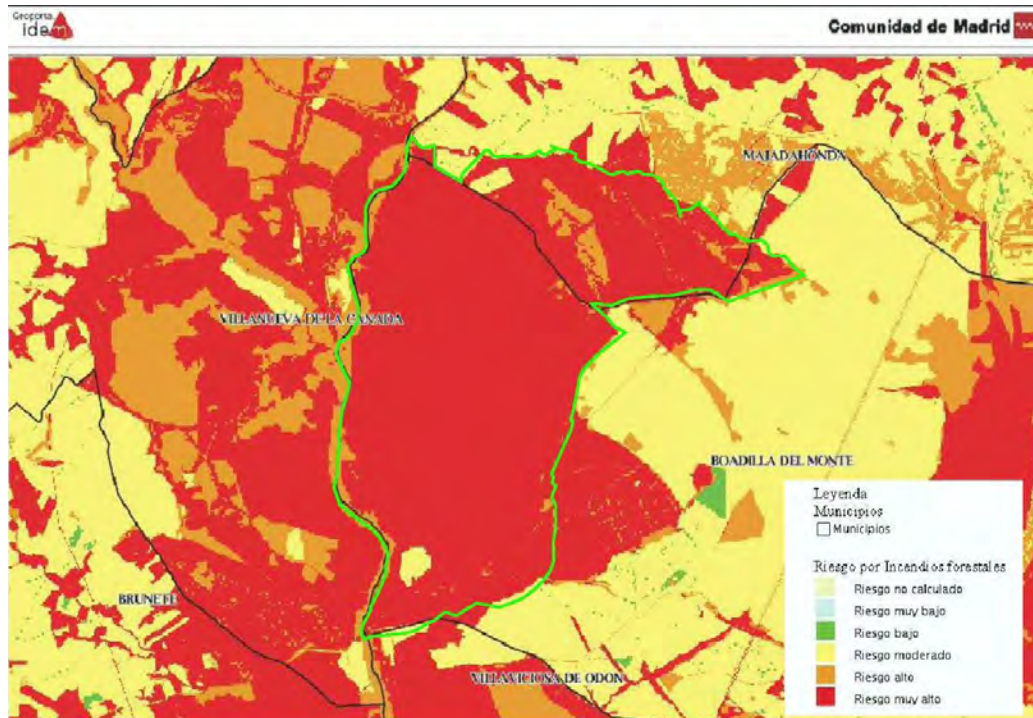 Geoportal
idem
Comunidad de Madrid
MAJADAHONDA
VILLANUEVA DE LA CAÑADA
BOADILLA DEL MONTE
BRUNETE
VILLAVICIOSA DE ODON
Leyenda
Municipios
Municipios
Riesgo por Incendios forestales
Riesgo no calculado
Riesgo muy bajo
Riesgo bajo
Riesgo moderado
Riesgo alto
Riesgo muy alto